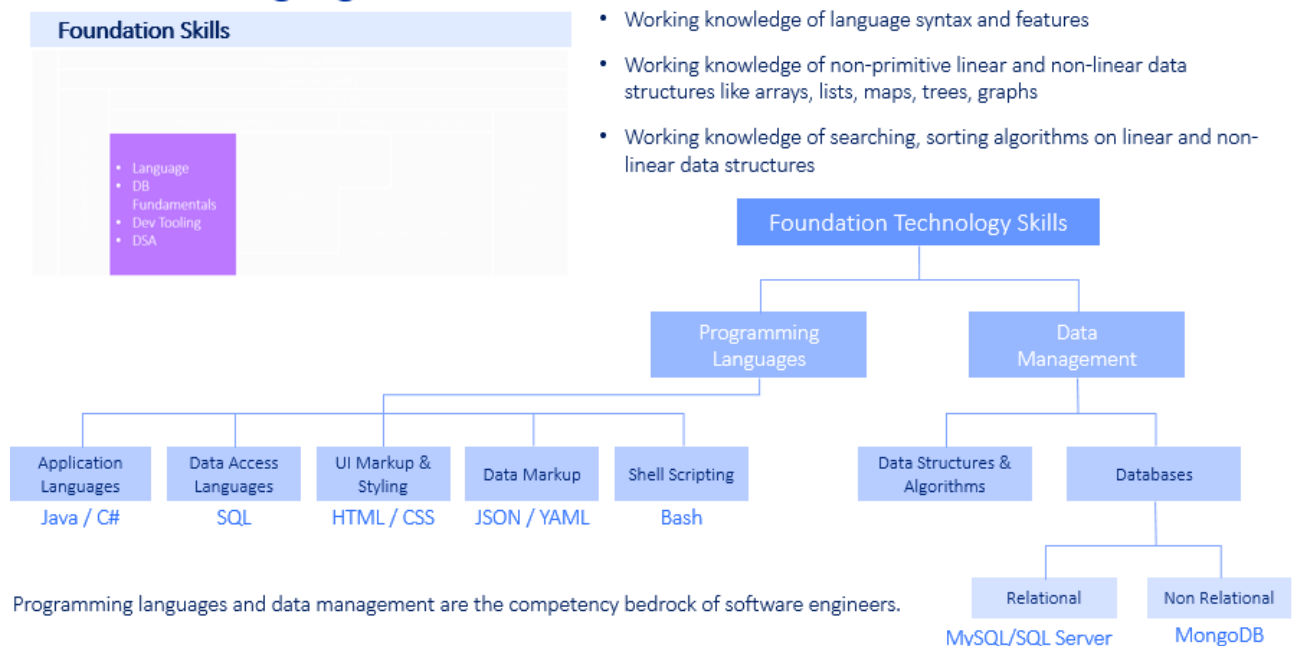 Foundation Skills
• Language
• DB
Fundamentals
• Dev Tooling
• DSA
• Working knowledge of language syntax and features
• Working knowledge of non-primitive linear and non-linear data
structures like arrays, lists, maps, trees, graphs
• Working knowledge of searching, sorting algorithms on linear and non-
linear data structures
Foundation Technology Skills
Programming
Languages
Data
Management
Application
Languages
Java / C#
Data Access
Languages
SQL
UI Markup &
Styling
HTML / CSS
Data Markup
JSON / YAML
Shell Scripting
Bash
Data Structures &
Algorithms
Databases
Relational
MySQL/SQL Server
Non Relational
MongoDB
Programming languages and data management are the competency bedrock of software engineers.